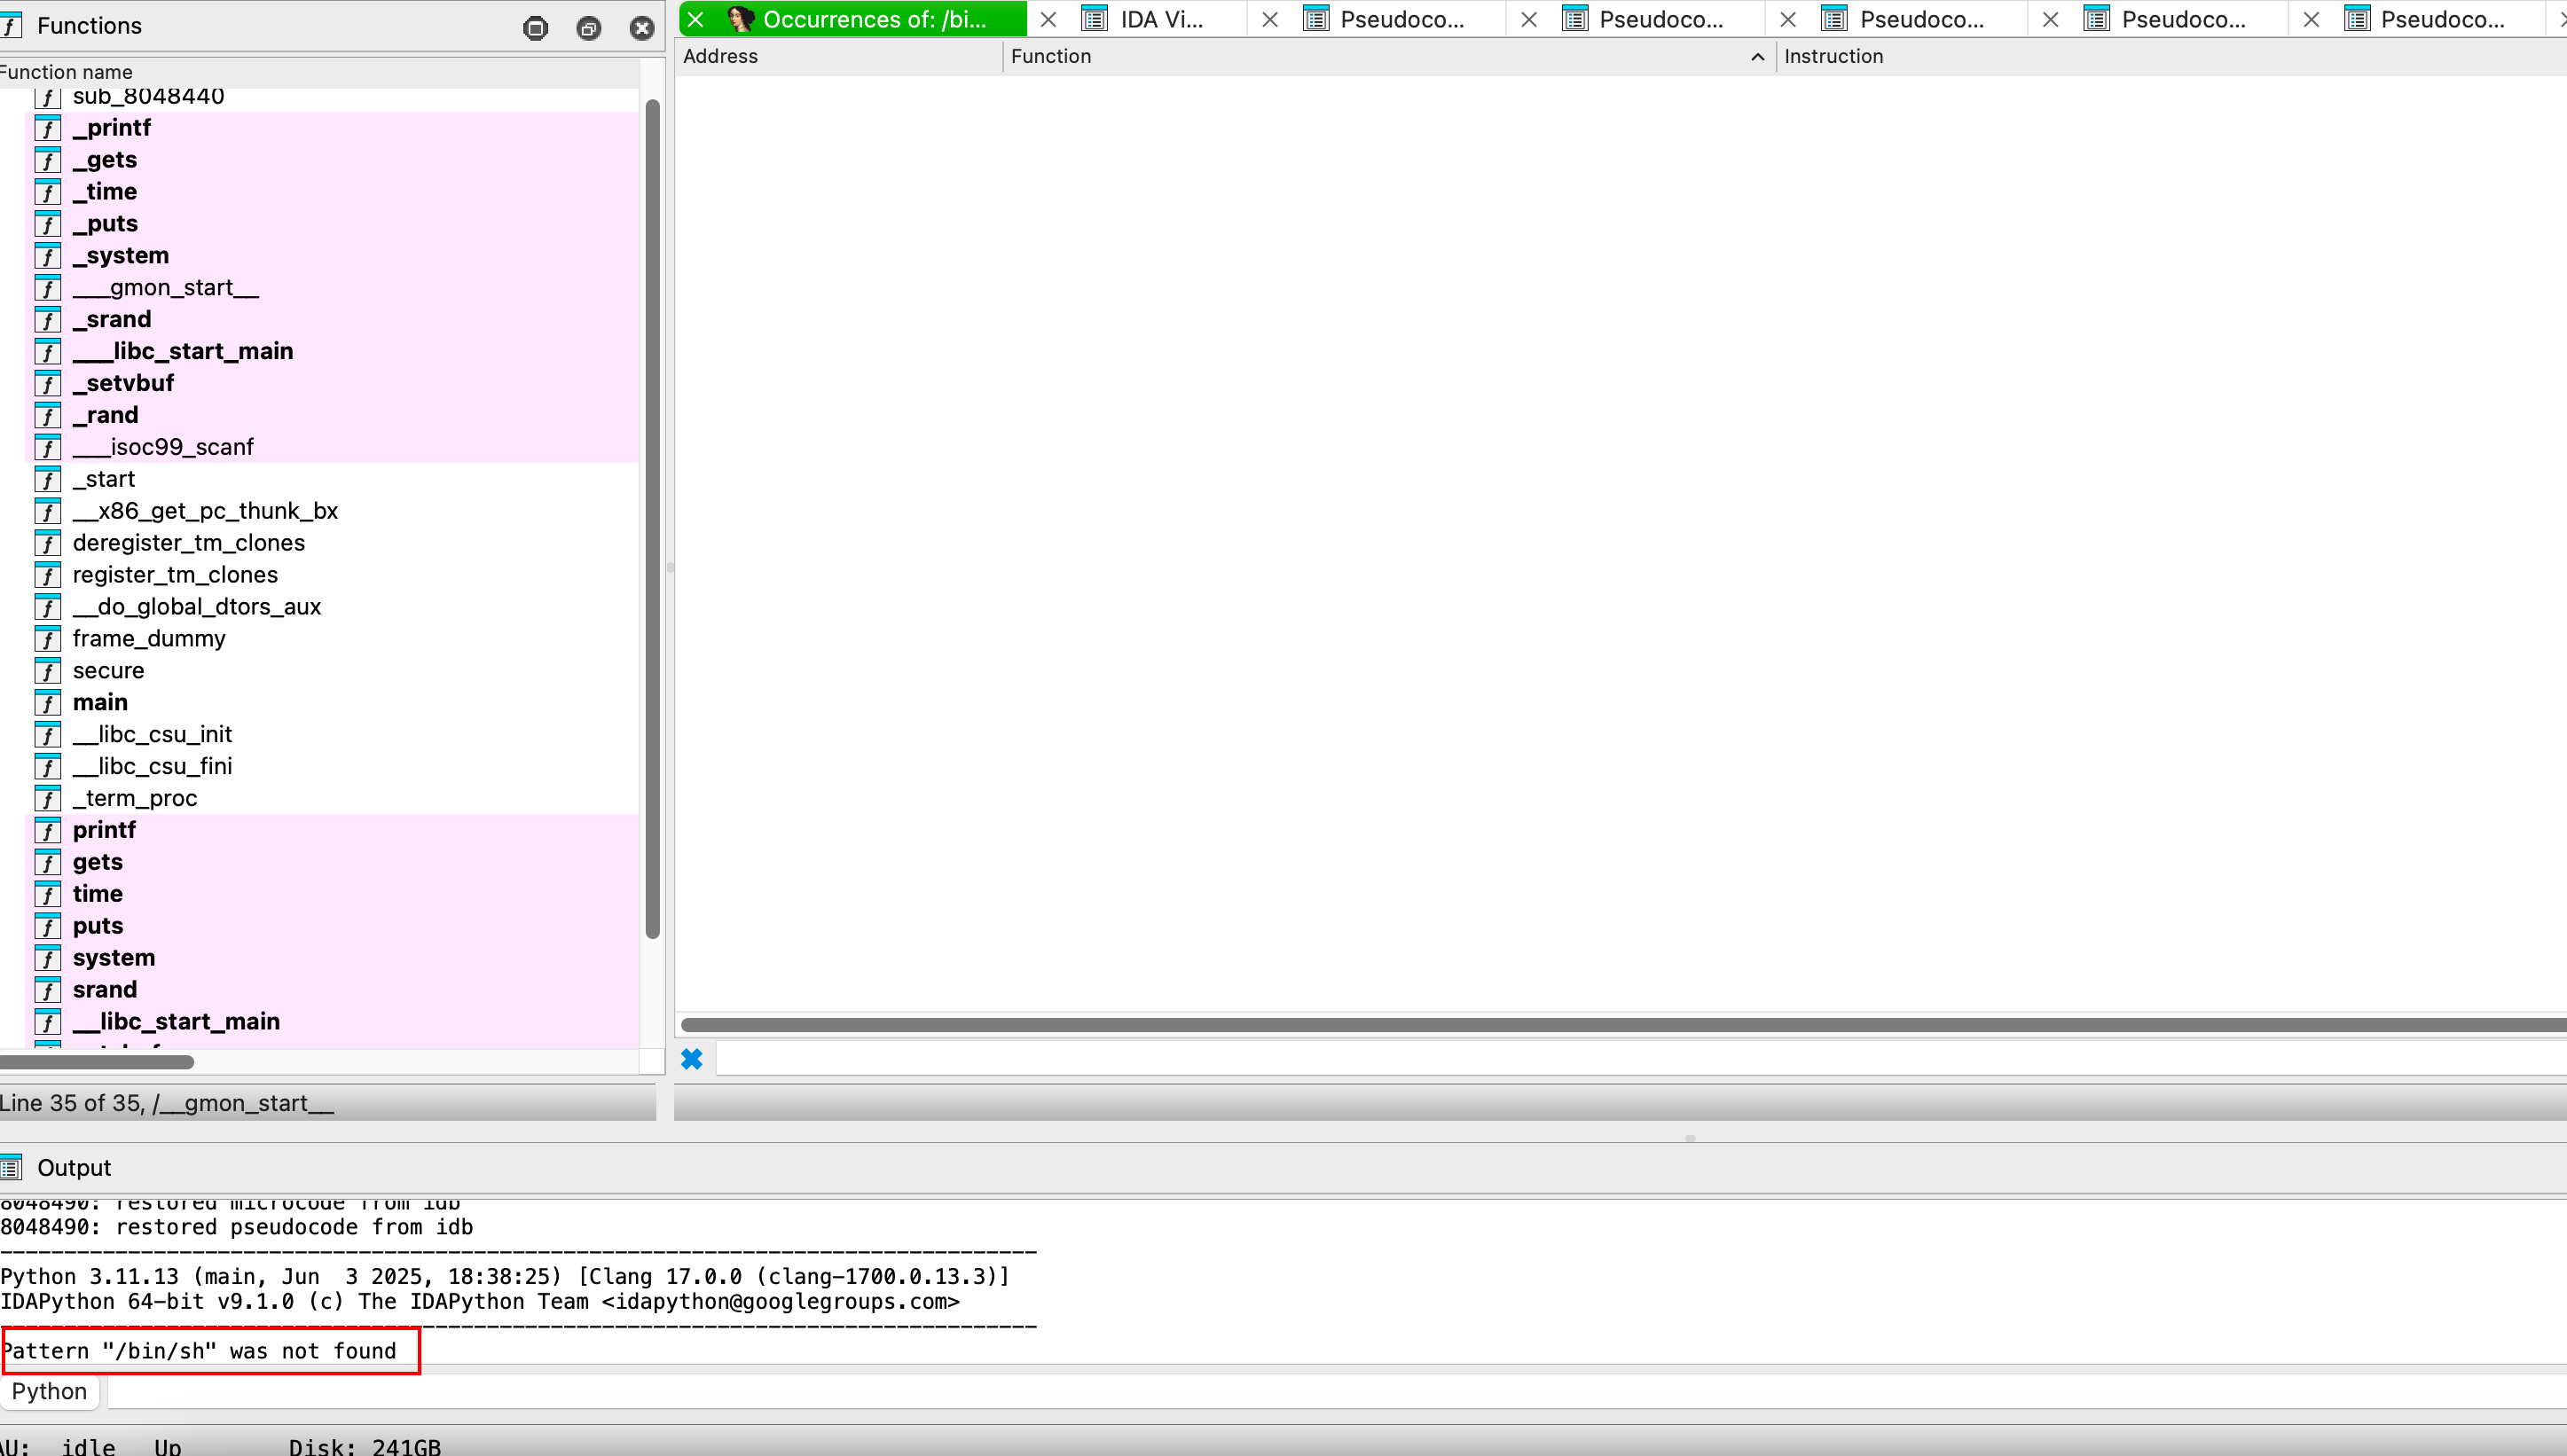 Functions
Function name
sub_8048440
_printf
_gets
_time
_puts
_system
___gmon_start__
_srand
___libc_start_main
_setvbuf
_rand
___isoc99_scanf
_start
__x86_get_pc_thunk_bx
deregister_tm_clones
register_tm_clones
__do_global_dtors_aux
frame_dummy
secure
main
__libc_csu_init
__libc_csu_fini
_term_proc
printf
gets
time
puts
system
srand
__libc_start_main
Line 35 of 35, /__gmon_start__
Occurrences of: /bi... IDA Vi... Pseudoco... Pseudoco... Pseudoco... Pseudoco... Pseudoco...
Address Function Instruction
Output
8048490: restored microcode from idb
8048490: restored pseudocode from idb
---------------------------------------------------------------------------------
Python 3.11.13 (main, Jun  3 2025, 18:38:25) [Clang 17.0.0 (clang-1700.0.13.3)]
IDAPython 64-bit v9.1.0 (c) The IDAPython Team <idapython@googlegroups.com>
---------------------------------------------------------------------------------
Pattern "/bin/sh" was not found
Python
AU: idle Up Disk: 241GB